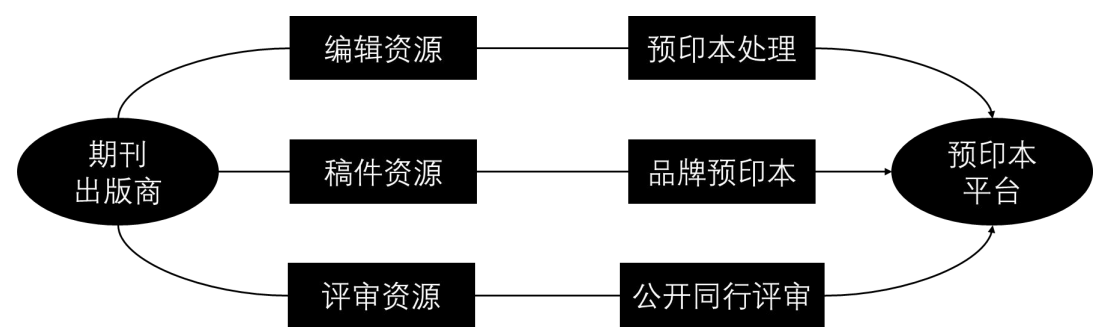 编辑资源
预印本处理
期刊
出版商
稿件资源
品牌预印本
预印本
平台
评审资源
公开同行评审